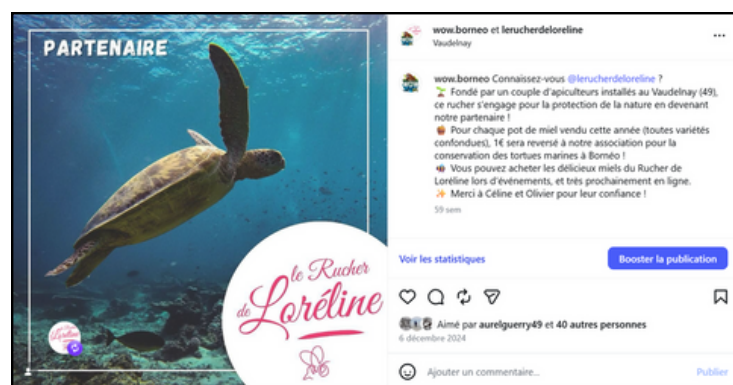 PARTENAIRE
le Rucher
de Loréline
wow.borneo et lerucherdeloreline
Vaudelnay
wow.borneo Connaissez-vous @lerucherdeloreline ?
Fondé par un couple d'apiculteurs installés au Vaudelnay (49),
ce rucher s'engage pour la protection de la nature en devenant
notre partenaire !
Pour chaque pot de miel vendu cette année (toutes variétés
confondues), 1€ sera reversé à notre association pour la
conservation des tortues marines à Bornéo !
Vous pouvez acheter les délicieux miels du Rucher de
Loréline lors d'événements, et très prochainement en ligne.
Merci à Céline et Olivier pour leur confiance !
59 sem
Voir les statistiques
Booster la publication
Aimé par aurelguerry49 et 40 autres personnes
6 décembre 2024
Ajouter un commentaire...
Publier